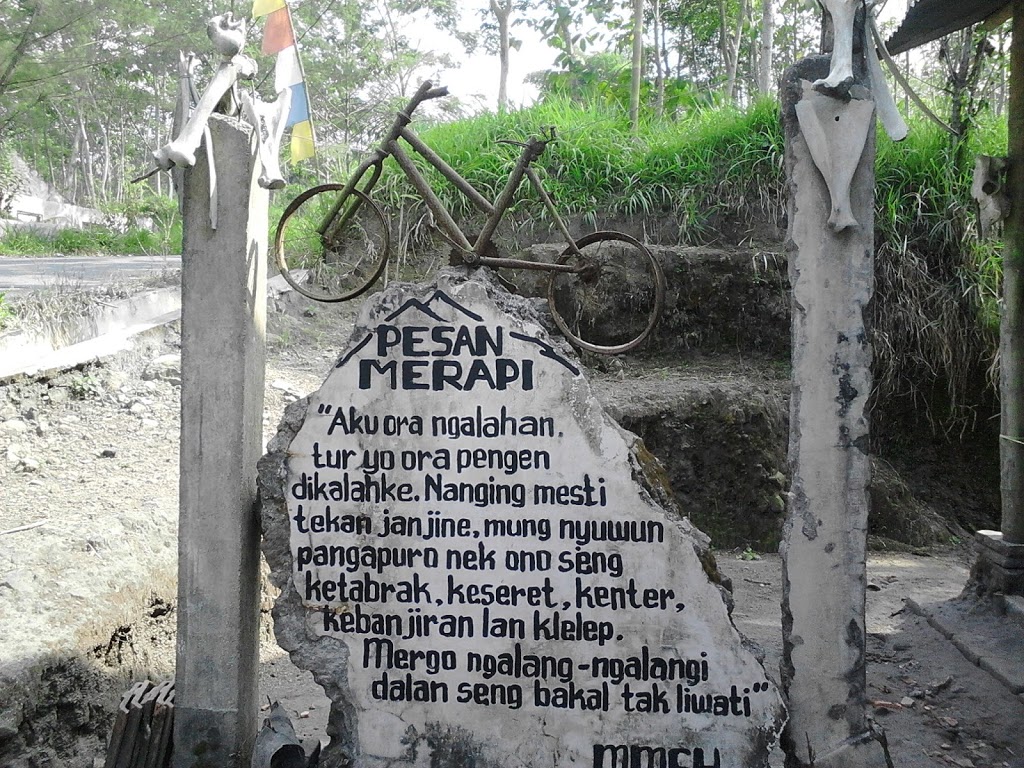 PESAN
MERAPI
"Aku ora ngalahan.
tur yo ora pengen
dikalahke. Nanging mesti
tekan janjine, mung nyuwun
pangapuro nek ono seng
ketabrak, keseret, kenter,
kebanjiran lan klelep.
Mergo ngalang-ngalangi
dalan seng bakal tak liwati"